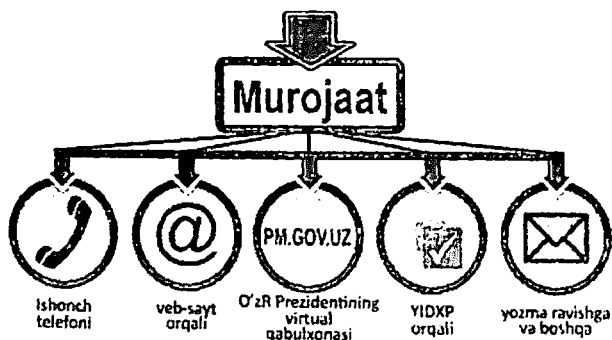 Murojaat
@
PM.GOV.UZ
Ishonch
telefoni
veb-sayt
orqali
O'zR Prezidentining
virtual
qabulxonasi
YIDXP
orqali
yozma ravishga
va boshqa